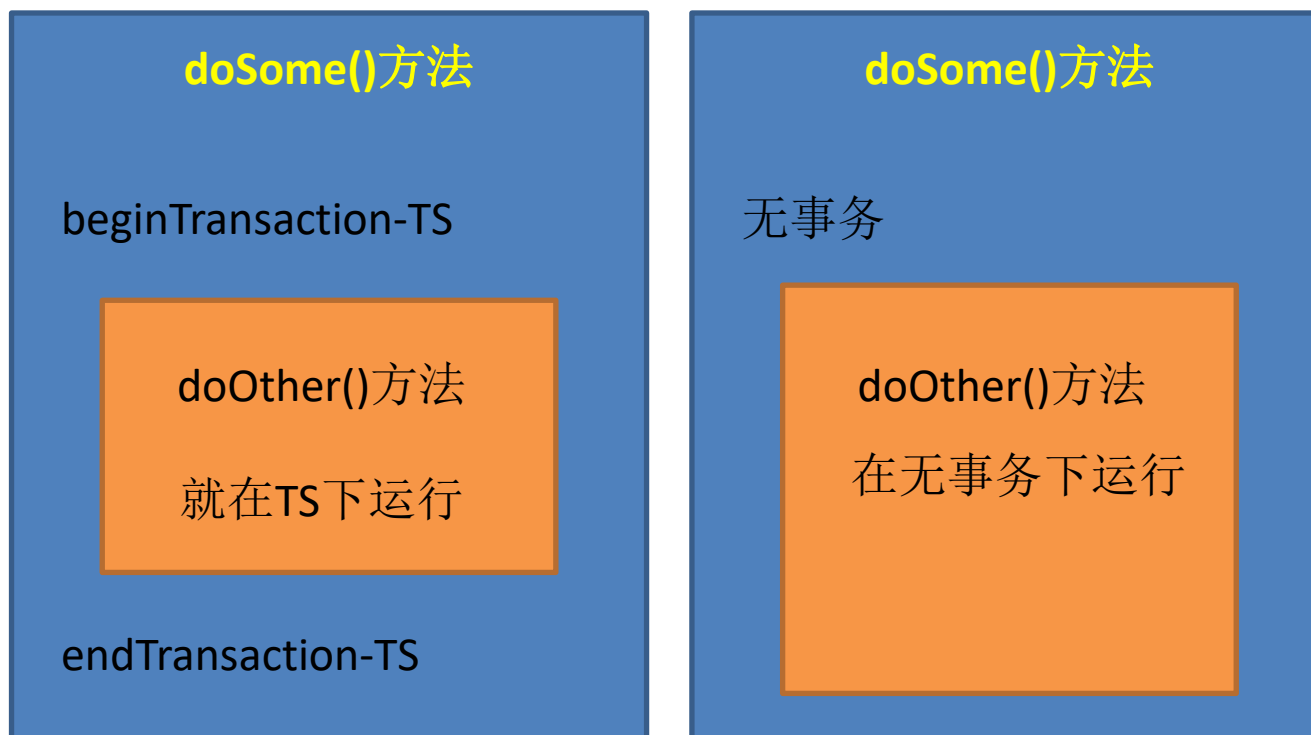 doSome()方法
beginTransaction-TS
doOther()方法
就在TS下运行
endTransaction-TS
doSome()方法
无事务
doOther()方法
在无事务下运行